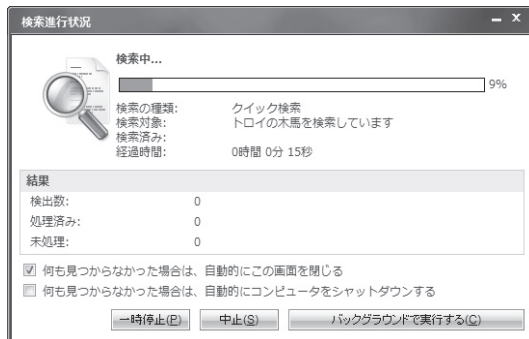 検索進行状況
検索中...
9%
検索の種類: クイック検索
検索対象: トロイの木馬を検索しています
検索済み:
経過時間: 0時間 0分 15秒
結果
検出数: 0
処理済み: 0
未処理: 0
何も見つからなかった場合は、自動的にこの画面を閉じる
何も見つからなかった場合は、自動的にコンピュータをシャットダウンする
一時停止(P) 中止(S) バックグラウンドで実行する(C)